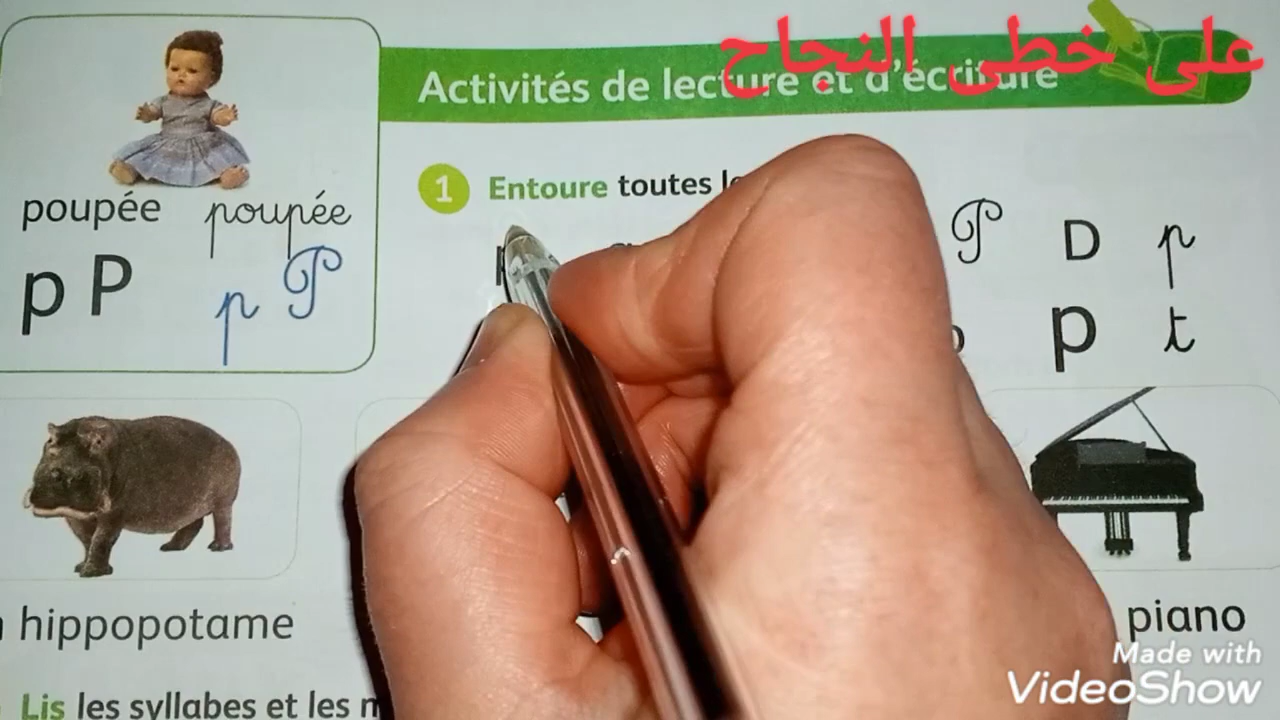 على خطى النجاح
Activités de lecture et d'écriture
poupée poupée
p P p P
1 Entoure toutes
P D p
p t
hippopotame
piano
Lis les syllabes et les
Made with
VideoShow